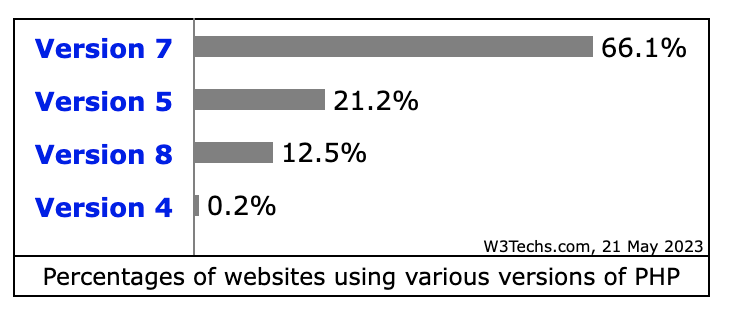 Version 7 66.1%
Version 5 21.2%
Version 8 12.5%
Version 4 0.2%
W3Techs.com, 21 May 2023
Percentages of websites using various versions of PHP